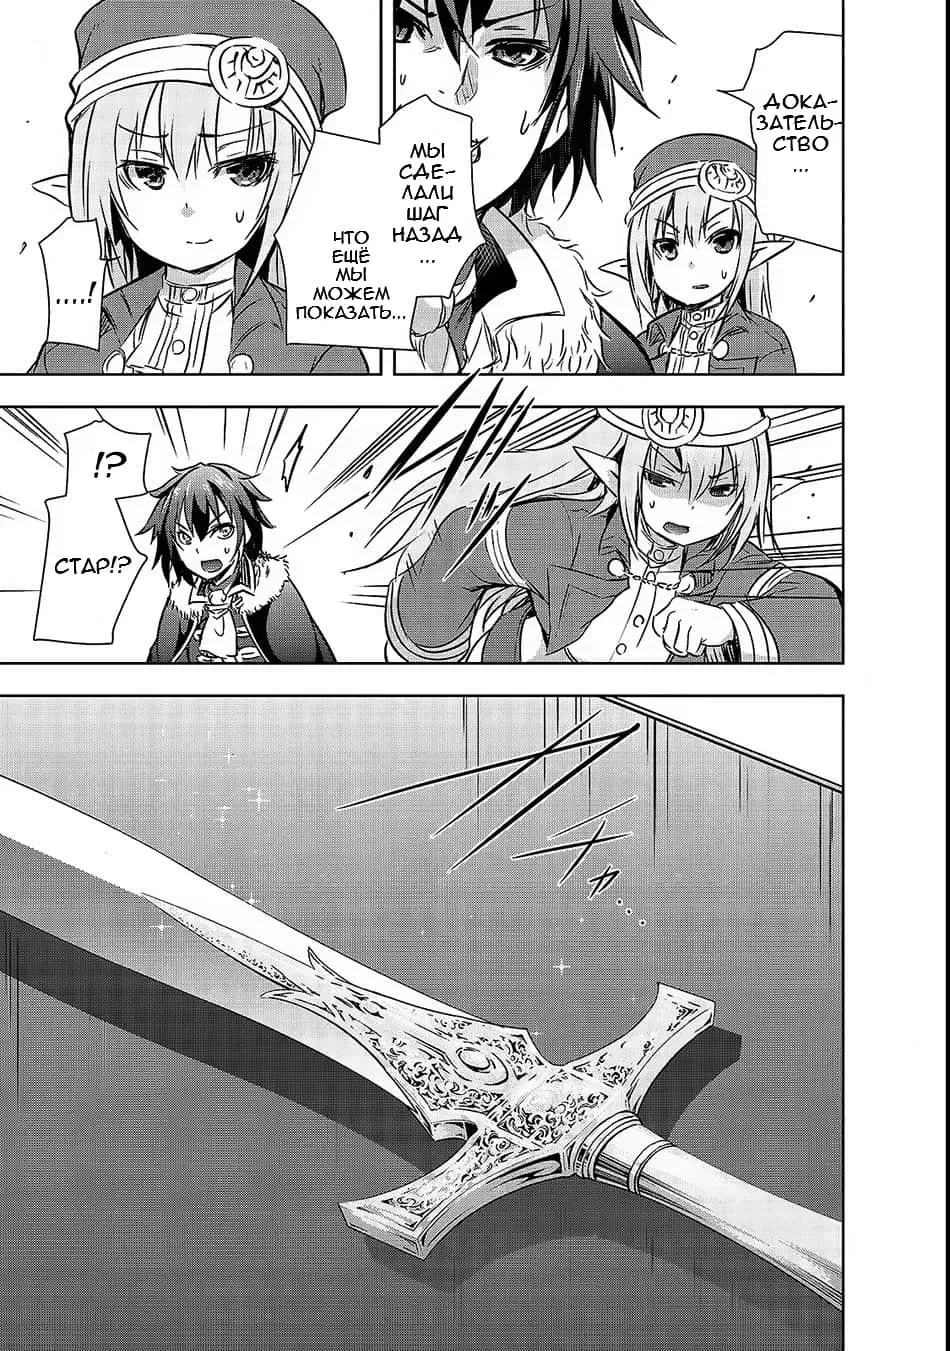 ДОКА-
ЗАТЕЛЬ-
СТВО
...
МЫ
СДЕ-
ЛАЛИ
ШАГ
НАЗАД
...
ЧТО
ЕЩЁ
МЫ
МОЖЕМ
ПОКАЗАТЬ...
....!
!?
СТАР!?